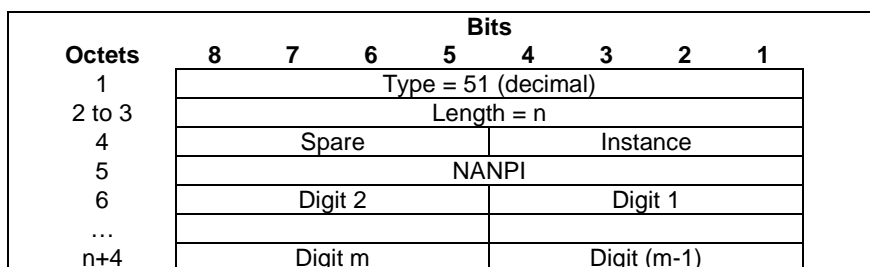 Bits
Octets 8 7 6 5 4 3 2 1
1 Type = 51 (decimal)
2 to 3 Length = n
4 Spare Instance
5 NANPI
6 Digit 2 Digit 1
…
n+4 Digit m Digit (m-1)